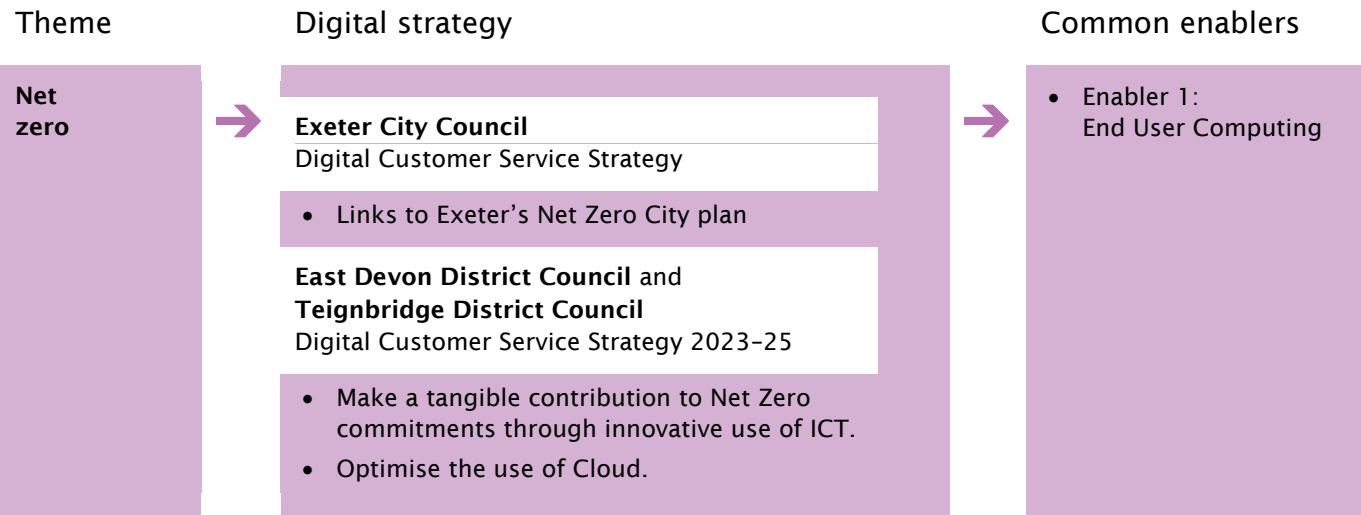 Theme
Digital strategy
Common enablers
Net
zero
Exeter City Council
Digital Customer Service Strategy
• Links to Exeter’s Net Zero City plan
East Devon District Council and
Teignbridge District Council
Digital Customer Service Strategy 2023–25
• Make a tangible contribution to Net Zero
commitments through innovative use of ICT.
• Optimise the use of Cloud.
• Enabler 1:
End User Computing